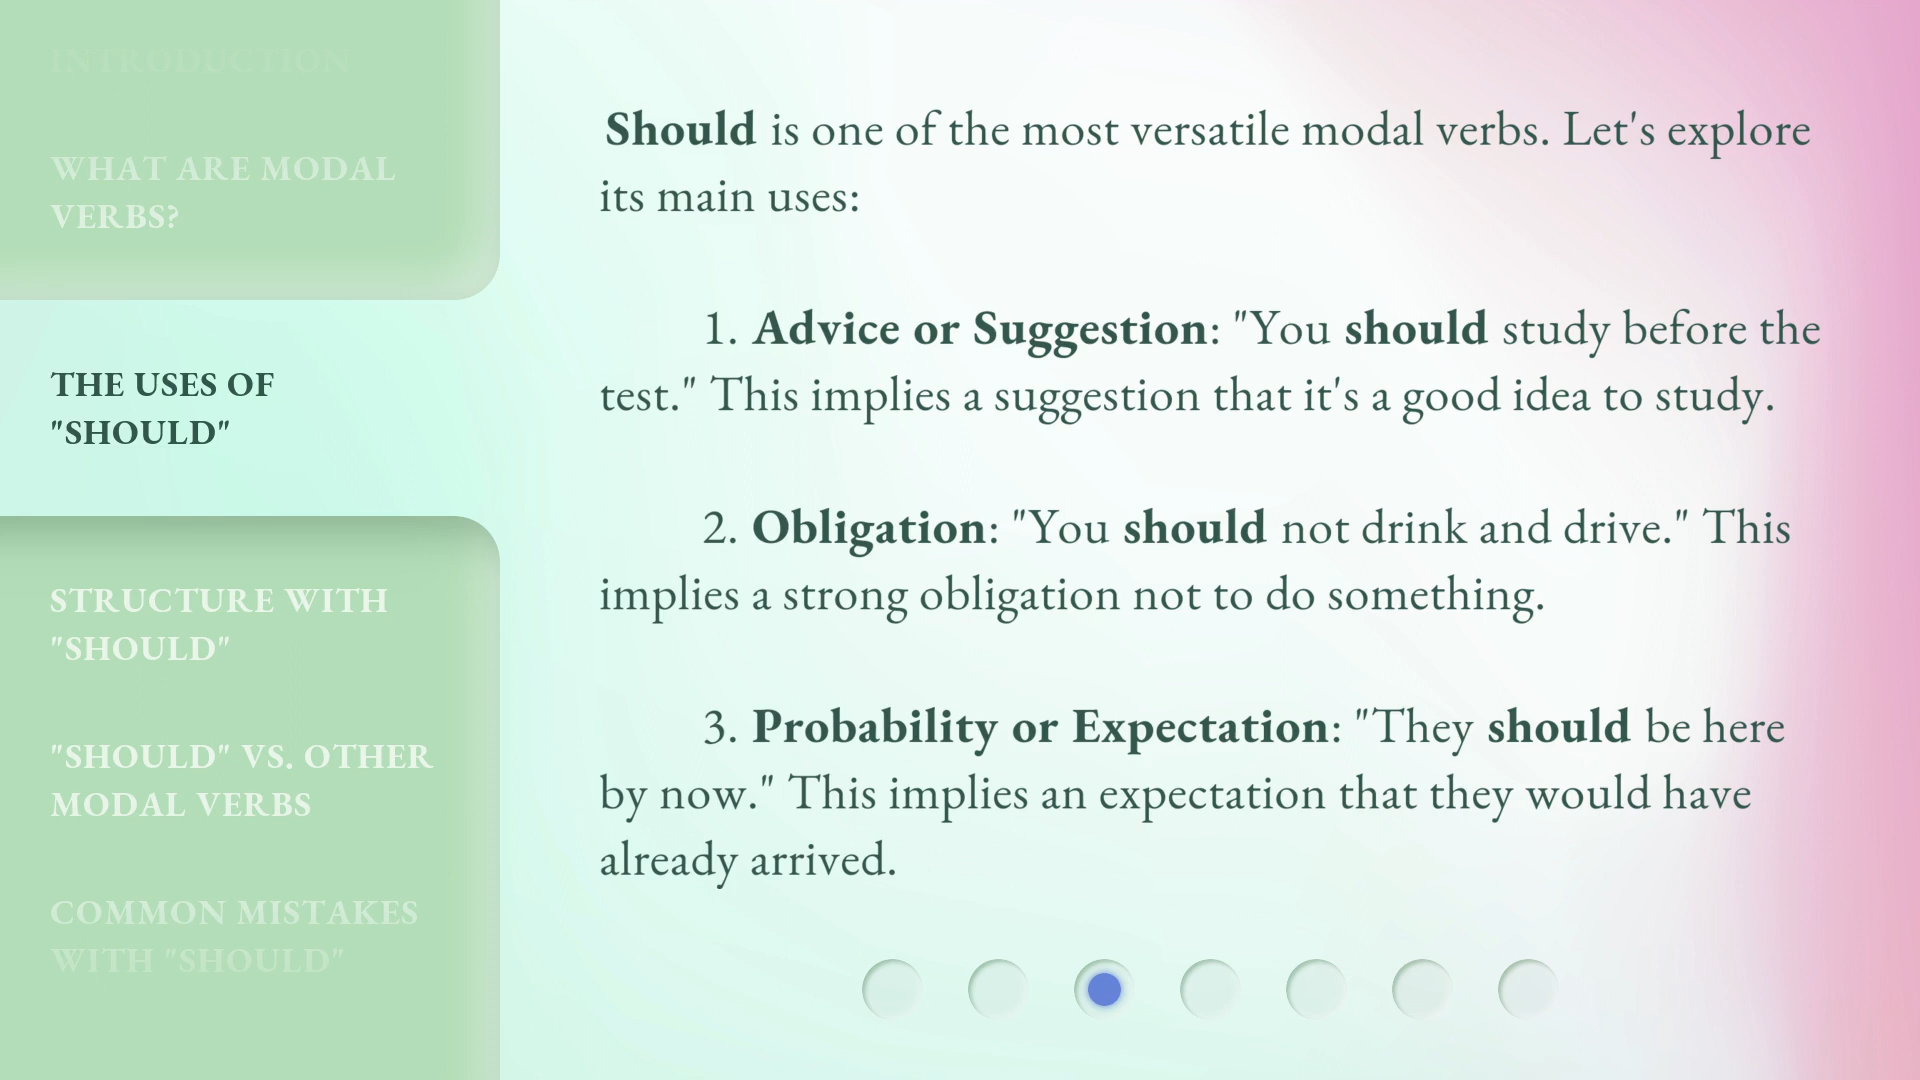 INTRODUCTION
WHAT ARE MODAL
VERBS?
THE USES OF
"SHOULD"
STRUCTURE WITH
"SHOULD"
"SHOULD" VS. OTHER
MODAL VERBS
COMMON MISTAKES
WITH "SHOULD"
Should is one of the most versatile modal verbs. Let's explore
its main uses:
1. Advice or Suggestion: "You should study before the
test." This implies a suggestion that it's a good idea to study.
2. Obligation: "You should not drink and drive." This
implies a strong obligation not to do something.
3. Probability or Expectation: "They should be here
by now." This implies an expectation that they would have
already arrived.